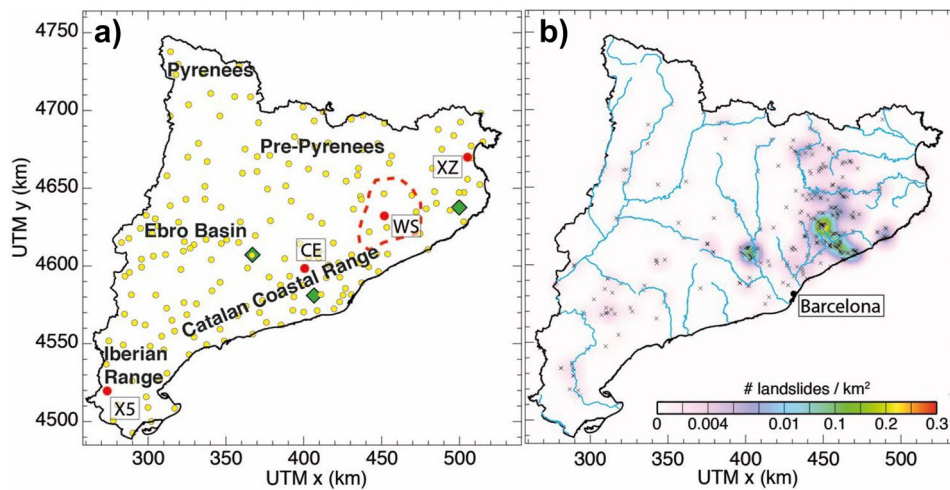 a)
4750
4700
4650
4600
4550
4500
UTM y (km)
Pyrenees
Pre-Pyrenees
XZ
WS
Ebro Basin
CE
Catalan Coastal Range
Iberian
Range
X5
300 350 400 450 500
UTM x (km)
b)
Barcelona
# landslides / km²
0 0.004 0.01 0.1 0.2 0.3
300 350 400 450 500
UTM x (km)